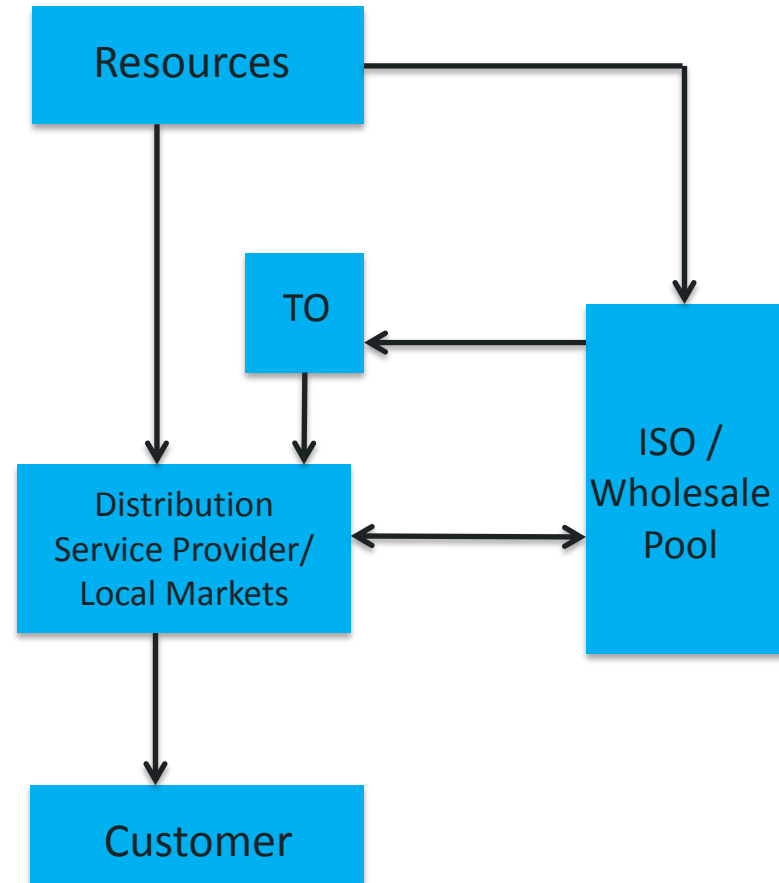 Resources
TO
ISO /
Wholesale
Pool
Distribution
Service Provider/
Local Markets
Customer